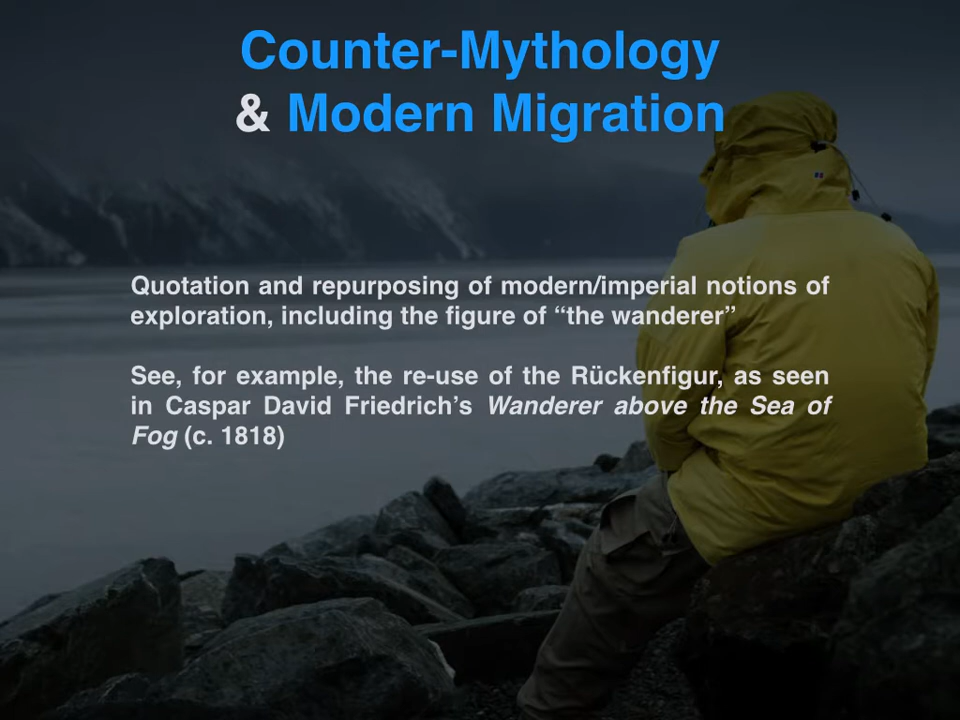 Counter-Mythology
& Modern Migration
Quotation and repurposing of modern/imperial notions of
exploration, including the figure of “the wanderer”
See, for example, the re-use of the Rückenfigur, as seen
in Caspar David Friedrich’s Wanderer above the Sea of
Fog (c. 1818)